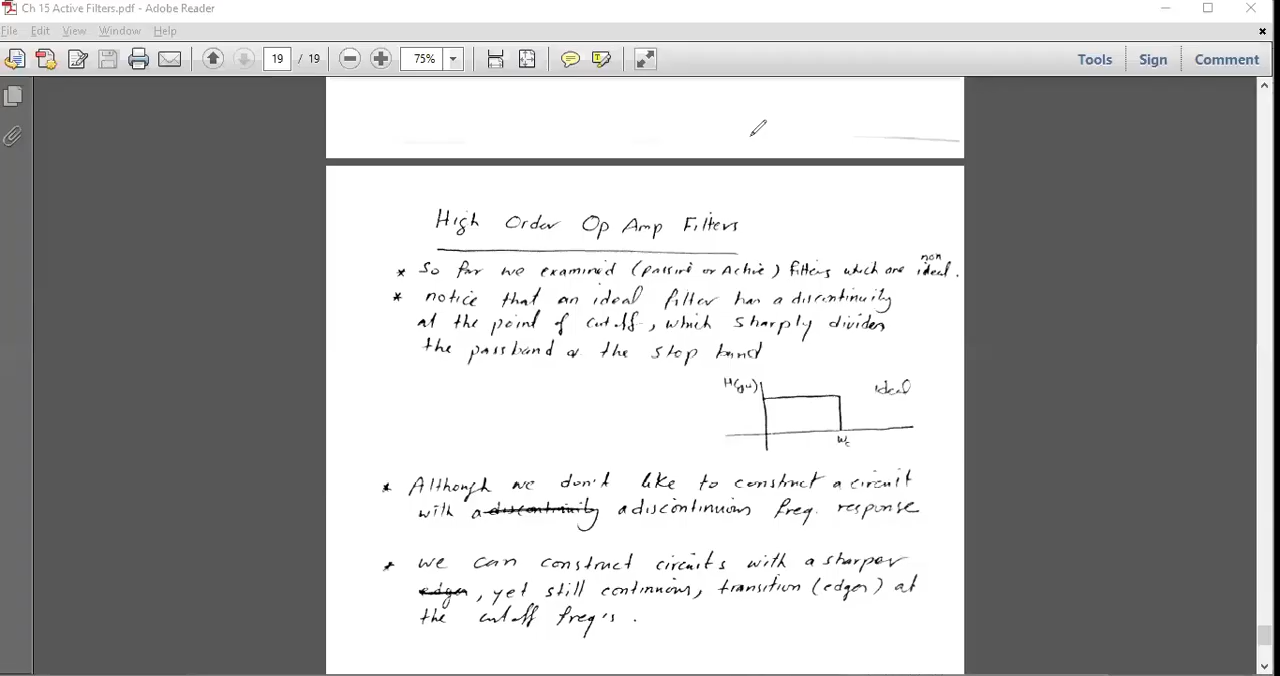 Ch 15 Active Filters.pdf - Adobe Reader
File Edit View Window Help
19 / 19 75% Tools Sign Comment
High Order Op Amp Filters
non
* So far we examined (passive or Active) filters which are ideal.
* notice that an ideal filter has a discontinuity
at the point of cutoff, which sharply divides
the passband & the stop band
H(jw) ideal
wc
* Although we don't like to construct a circuit
with a discontinuity a discontinuous freq. response
* we can construct circuits with a sharper
edges, yet still continuous, transition (edges) at
the cutoff freq's.